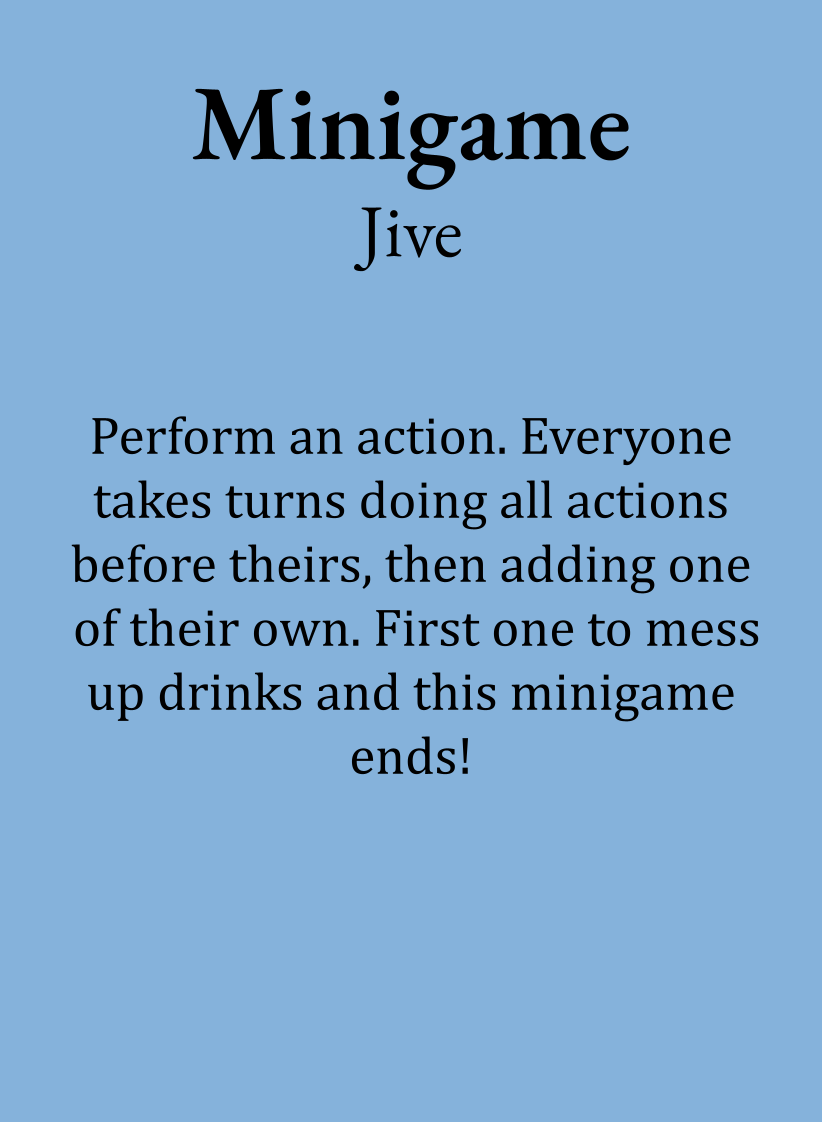 Minigame
Jive
Perform an action. Everyone
takes turns doing all actions
before theirs, then adding one
of their own. First one to mess
up drinks and this minigame
ends!